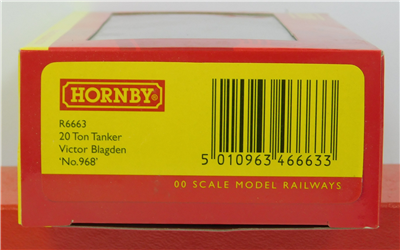 HORNBY®
R6663
20 Ton Tanker
Victor Blagden
'No.968'
5 010963 466633
00 SCALE MODEL RAILWAYS